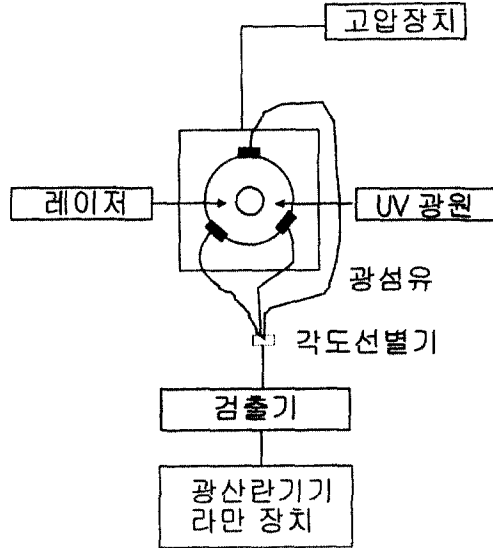 고압장치
레이저
UV 광원
광섬유
각도선별기
검출기
광산란기기
라만 장치